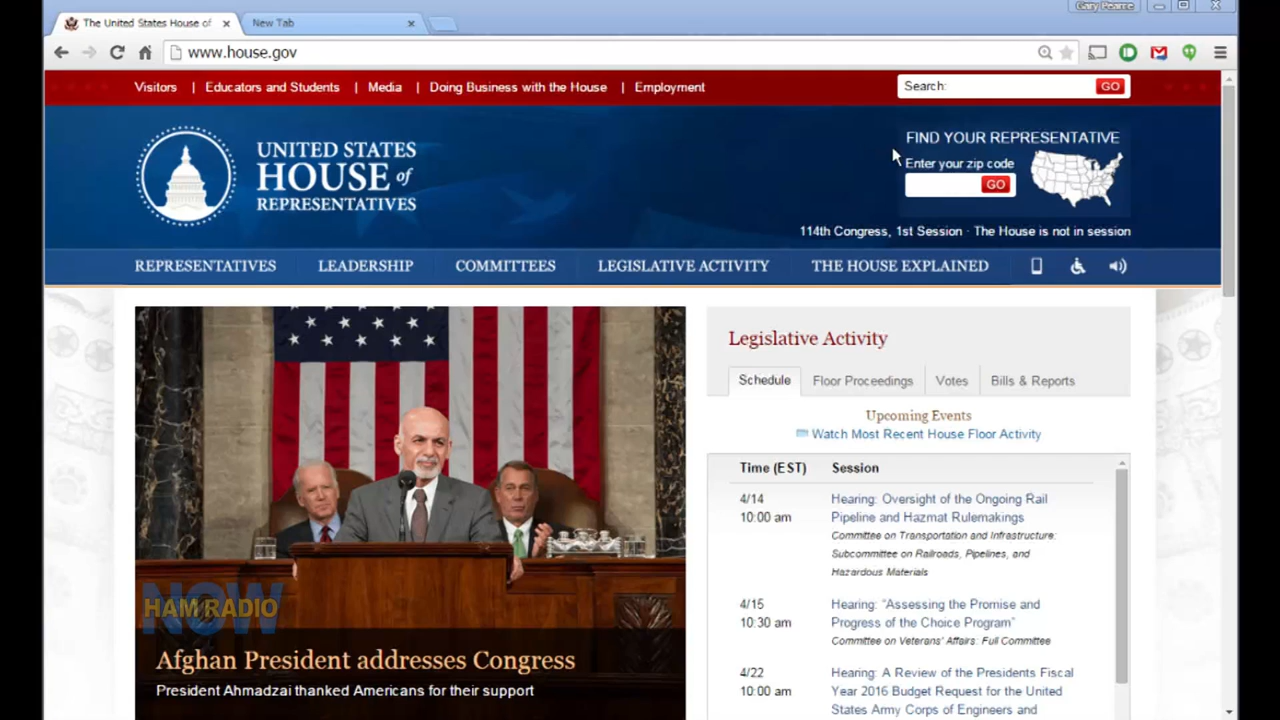 Gary Pearce
The United States House of
New Tab
www.house.gov
Visitors | Educators and Students | Media | Doing Business with the House | Employment
Search: GO
UNITED STATES
HOUSE of
REPRESENTATIVES
FIND YOUR REPRESENTATIVE
Enter your zip code
GO
114th Congress, 1st Session · The House is not in session
REPRESENTATIVES LEADERSHIP COMMITTEES LEGISLATIVE ACTIVITY THE HOUSE EXPLAINED
HAM RADIO
NOW
Afghan President addresses Congress
President Ahmadzai thanked Americans for their support
Legislative Activity
Schedule Floor Proceedings Votes Bills & Reports
Upcoming Events
Watch Most Recent House Floor Activity
Time (EST) Session
4/14 Hearing: Oversight of the Ongoing Rail
10:00 am Pipeline and Hazmat Rulemakings
Committee on Transportation and Infrastructure:
Subcommittee on Railroads, Pipelines, and
Hazardous Materials
4/15 Hearing: "Assessing the Promise and
10:30 am Progress of the Choice Program"
Committee on Veterans' Affairs: Full Committee
4/22 Hearing: A Review of the Presidents Fiscal
10:00 am Year 2016 Budget Request for the United
States Army Corps of Engineers and